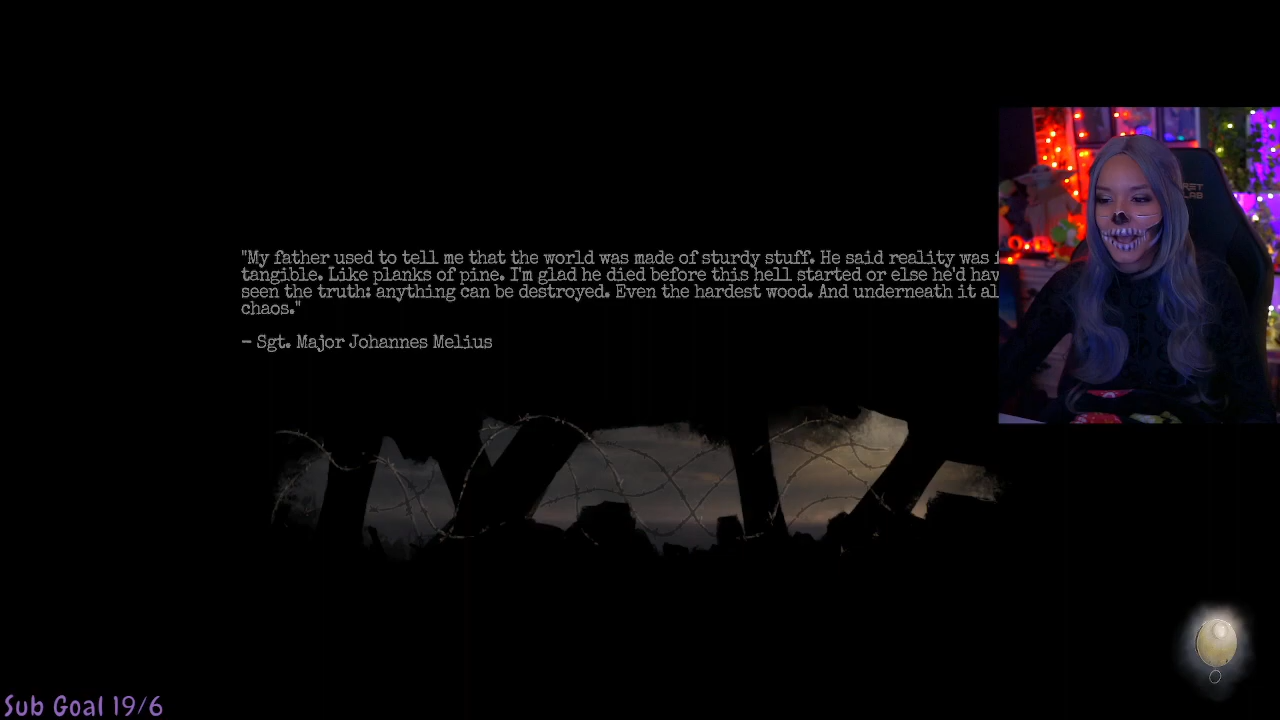 "My father used to tell me that the world was made of sturdy stuff. He said reality was
tangible. Like planks of pine. I'm glad he died before this hell started or else he'd
seen the truth: anything can be destroyed. Even the hardest wood. And underneath it
chaos."
– Sgt. Major Johannes Melius
Sub Goal 19/6